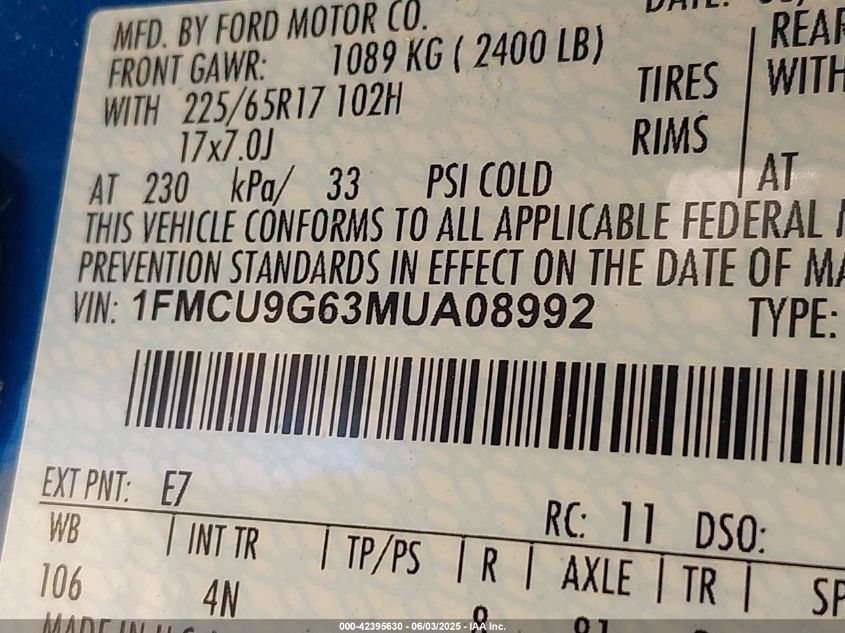 MFD. BY FORD MOTOR CO.
DATE:
FRONT GAWR: 1089 KG ( 2400 LB)
REAR
WITH 225/65R17 102H TIRES
WITH
17x7.0J RIMS
AT 230 kPa/ 33 PSI COLD
AT
THIS VEHICLE CONFORMS TO ALL APPLICABLE FEDERAL
PREVENTION STANDARDS IN EFFECT ON THE DATE OF
VIN: 1FMCU9G63MUA08992 TYPE:
EXT PNT: E7 RC: 11 DSO:
WB | INT TR | TP/PS | R | AXLE | TR |
106 4N 8
MADE IN
000-42395630 - 06/03/2025 - IAA Inc.